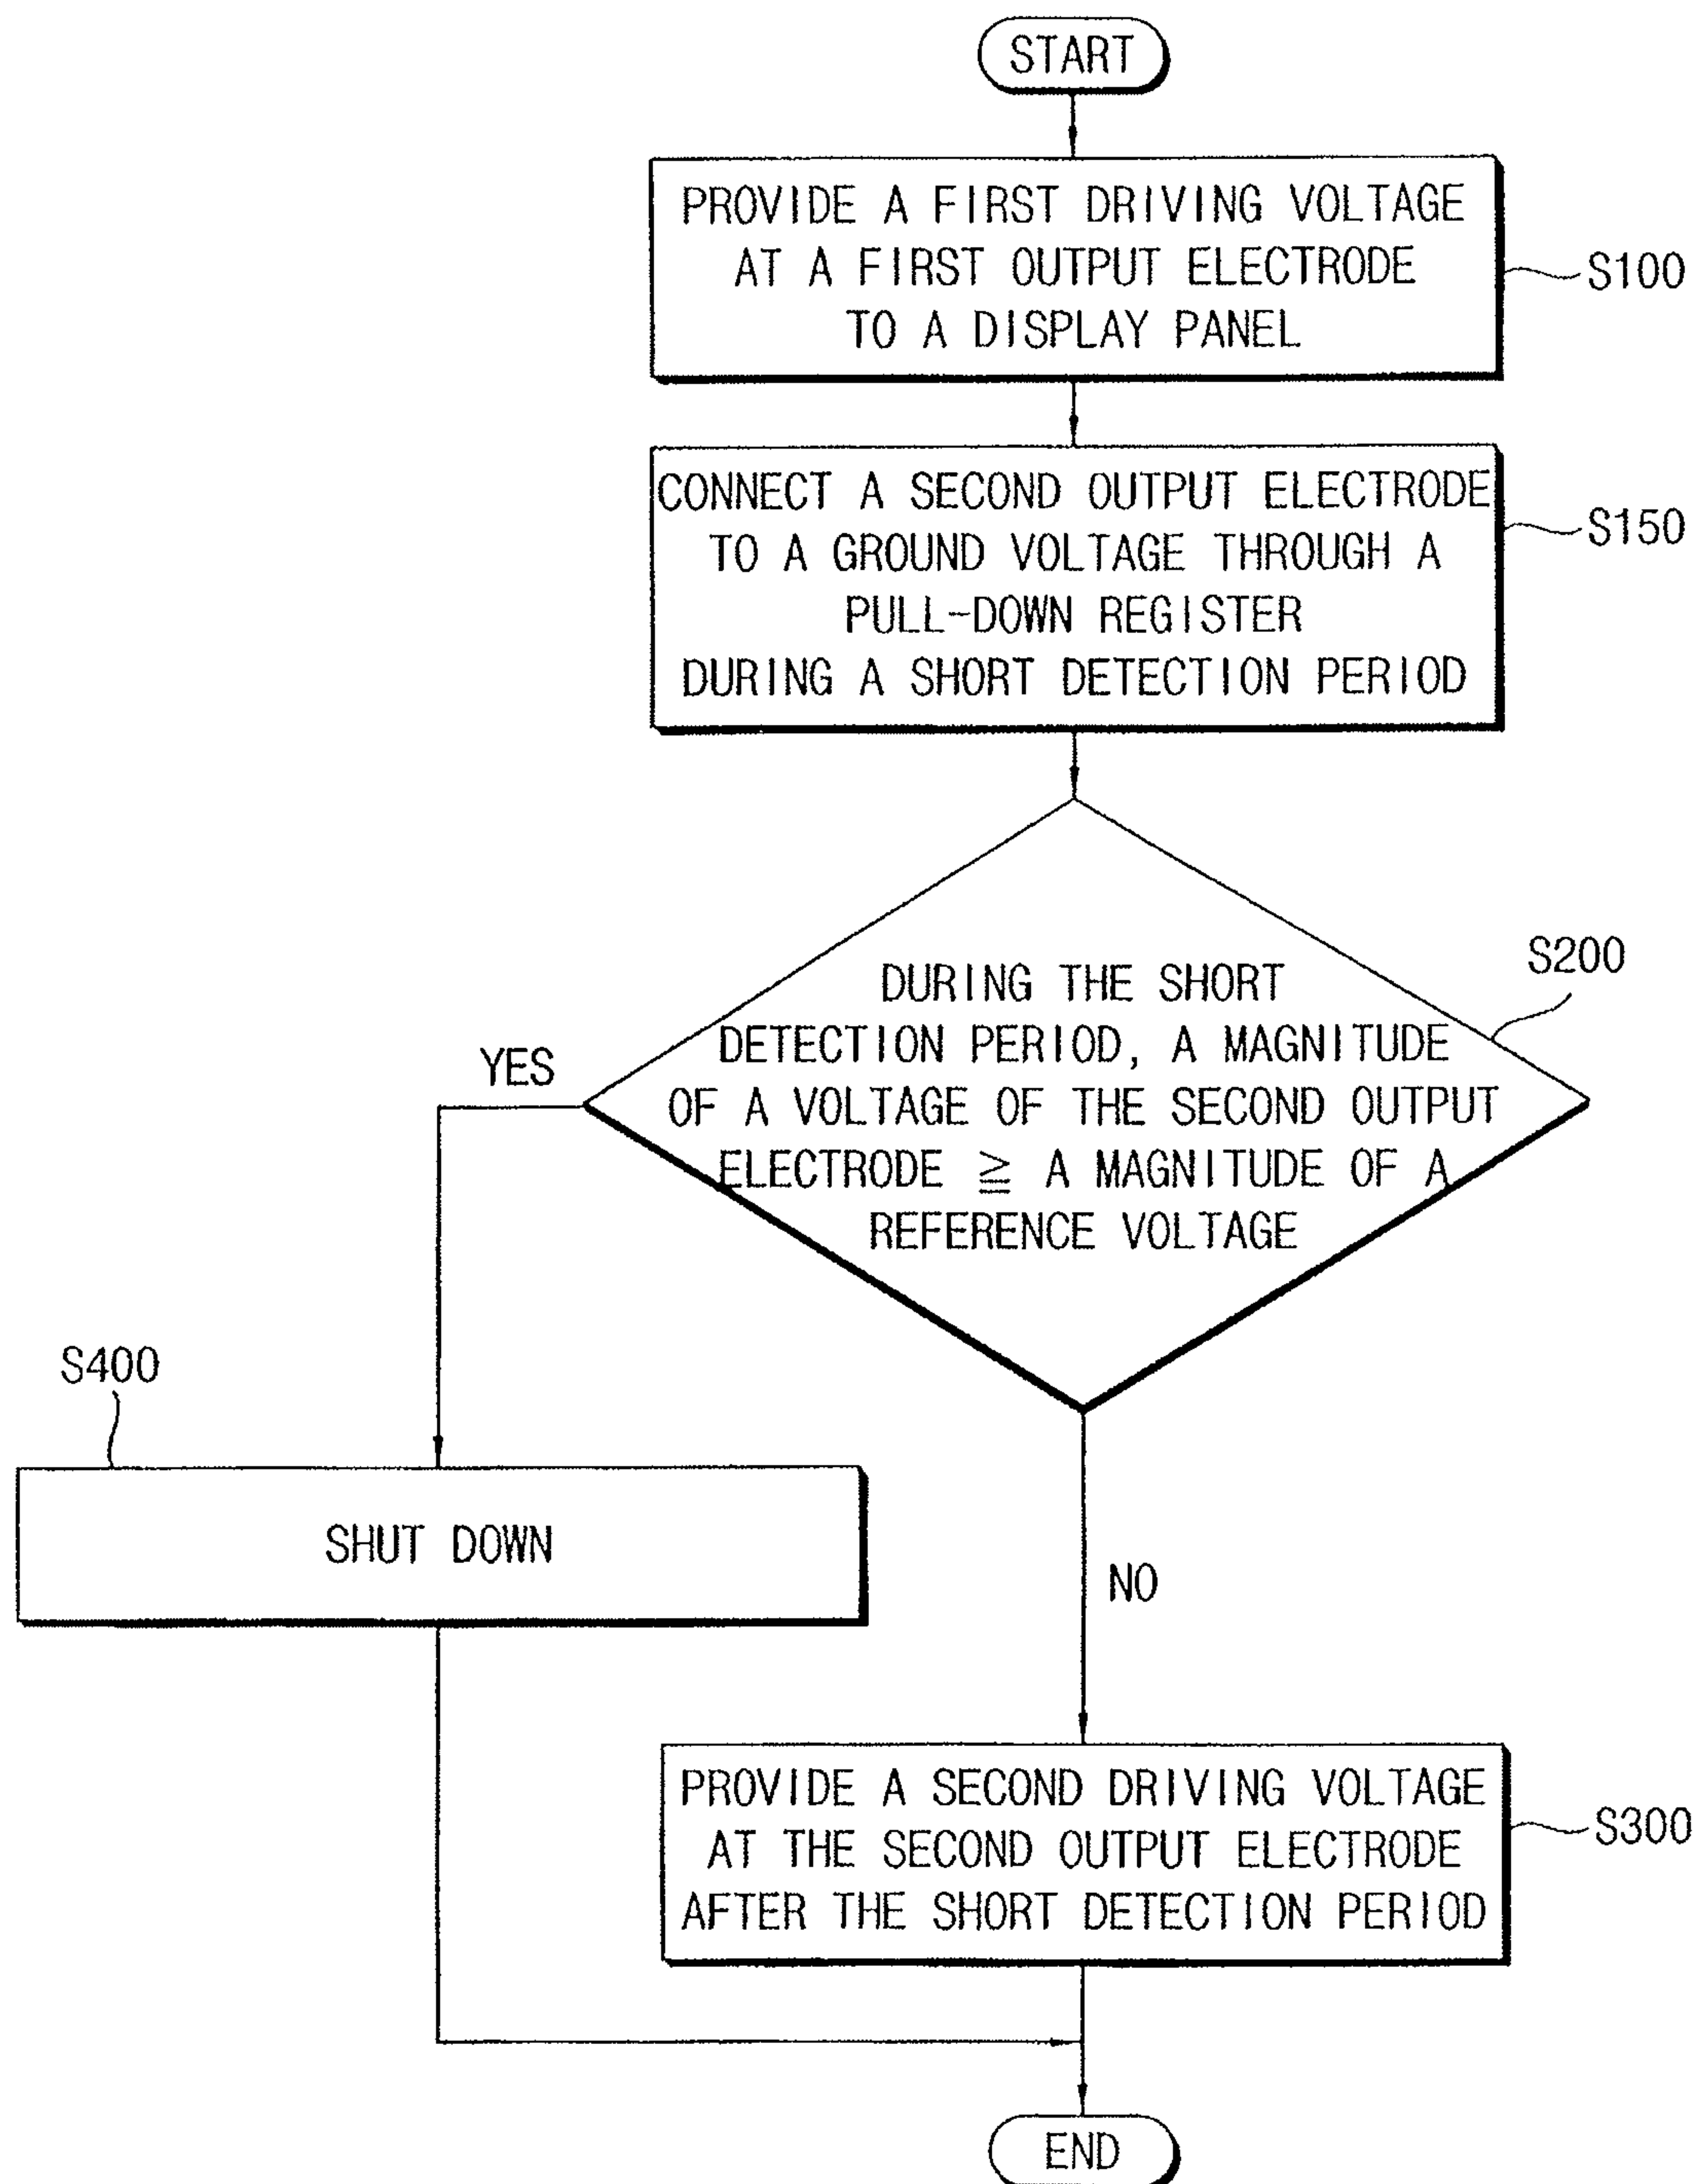 START
PROVIDE A FIRST DRIVING VOLTAGE
AT A FIRST OUTPUT ELECTRODE
TO A DISPLAY PANEL
S100
CONNECT A SECOND OUTPUT ELECTRODE
TO A GROUND VOLTAGE THROUGH A
PULL-DOWN REGISTER
DURING A SHORT DETECTION PERIOD
S150
DURING THE SHORT
DETECTION PERIOD, A MAGNITUDE
OF A VOLTAGE OF THE SECOND OUTPUT
ELECTRODE ≧ A MAGNITUDE OF A
REFERENCE VOLTAGE
S200
YES
S400
SHUT DOWN
NO
PROVIDE A SECOND DRIVING VOLTAGE
AT THE SECOND OUTPUT ELECTRODE
AFTER THE SHORT DETECTION PERIOD
S300
END